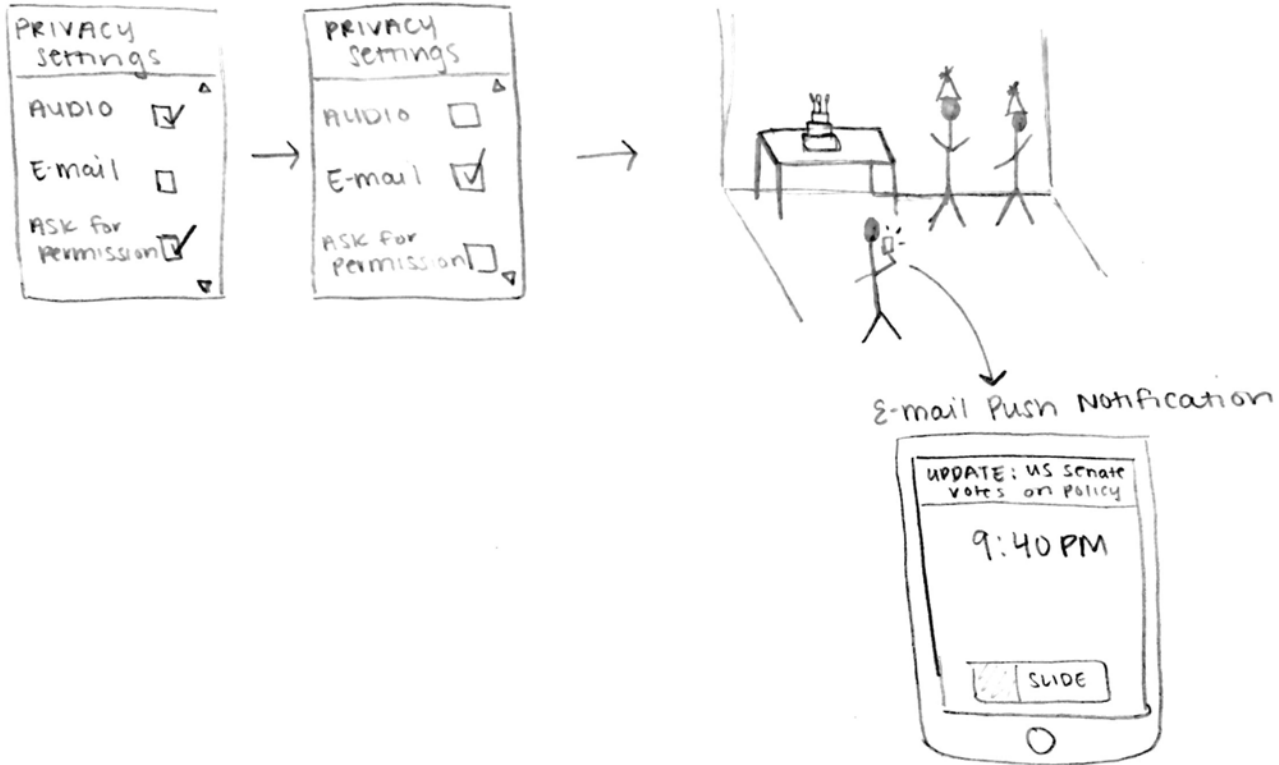 PRIVACY
settings
AUDIO
E-mail
ASK for
permission
PRIVACY
settings
AUDIO
E-mail
ASK for
permission
E-mail Push Notification
UPDATE: US Senate
votes on policy
9:40 PM
SLIDE